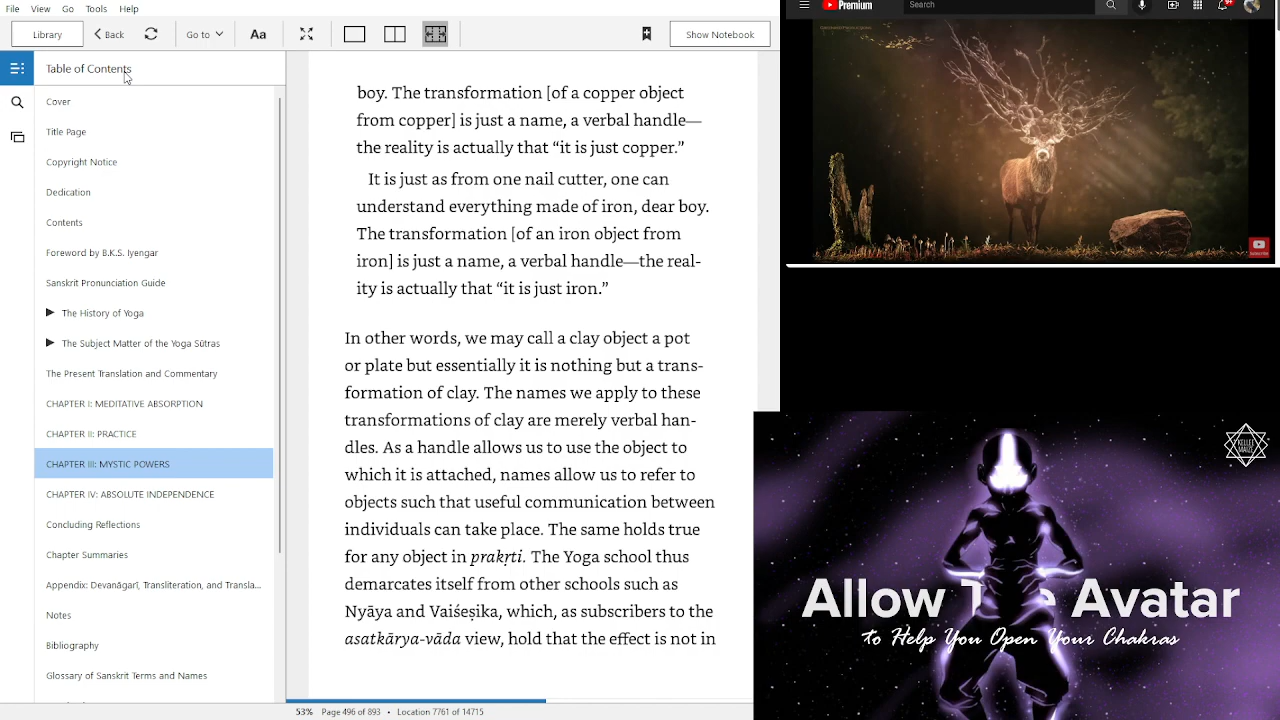 File View Go Tools Help
Library Back Go to Aa Show Notebook
Table of Contents
Cover
Title Page
Copyright Notice
Dedication
Contents
Foreword by B.K.S. Iyengar
Sanskrit Pronunciation Guide
The History of Yoga
The Subject Matter of the Yoga Sūtras
The Present Translation and Commentary
CHAPTER I: MEDITATIVE ABSORPTION
CHAPTER II: PRACTICE
CHAPTER III: MYSTIC POWERS
CHAPTER IV: ABSOLUTE INDEPENDENCE
Concluding Reflections
Chapter Summaries
Appendix: Devanāgarī, Transliteration, and Transla...
Notes
Bibliography
Glossary of Sanskrit Terms and Names
boy. The transformation [of a copper object
from copper] is just a name, a verbal handle—
the reality is actually that “it is just copper.”
It is just as from one nail cutter, one can
understand everything made of iron, dear boy.
The transformation [of an iron object from
iron] is just a name, a verbal handle—the real-
ity is actually that “it is just iron.”
In other words, we may call a clay object a pot
or plate but essentially it is nothing but a trans-
formation of clay. The names we apply to these
transformations of clay are merely verbal han-
dles. As a handle allows us to use the object to
which it is attached, names allow us to refer to
objects such that useful communication between
individuals can take place. The same holds true
for any object in prakṛti. The Yoga school thus
demarcates itself from other schools such as
Nyāya and Vaiśeṣika, which, as subscribers to the
asatkārya-vāda view, hold that the effect is not in
53% Page 496 of 893 • Location 7761 of 14715
Premium Search 9+
Subscribe
Allow The Avatar
to Help You Open Your Chakras